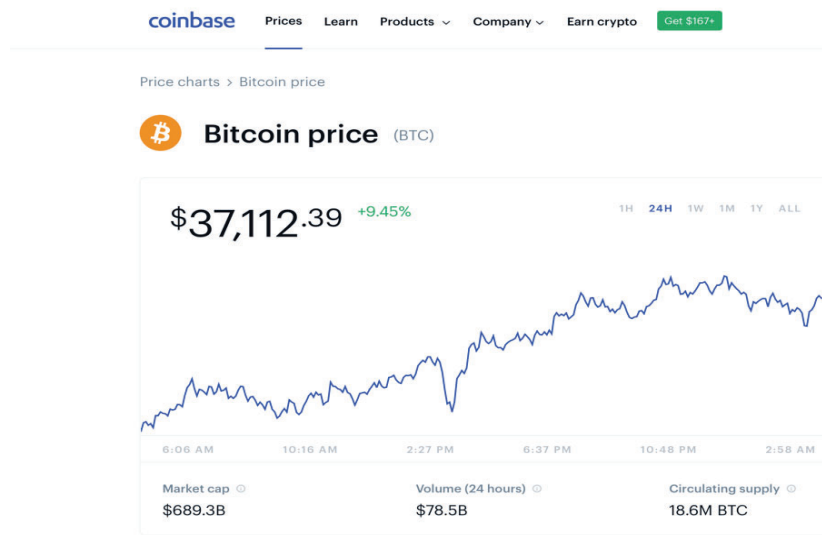 coinbase Prices Learn Products Company Earn crypto Get $167+
Price charts > Bitcoin price
Bitcoin price (BTC)
$37,112.39 +9.45%
1H 24H 1W 1M 1Y ALL
6:06 AM 10:16 AM 2:27 PM 6:37 PM 10:48 PM 2:58 AM
Market cap Volume (24 hours) Circulating supply
$689.3B $78.5B 18.6M BTC